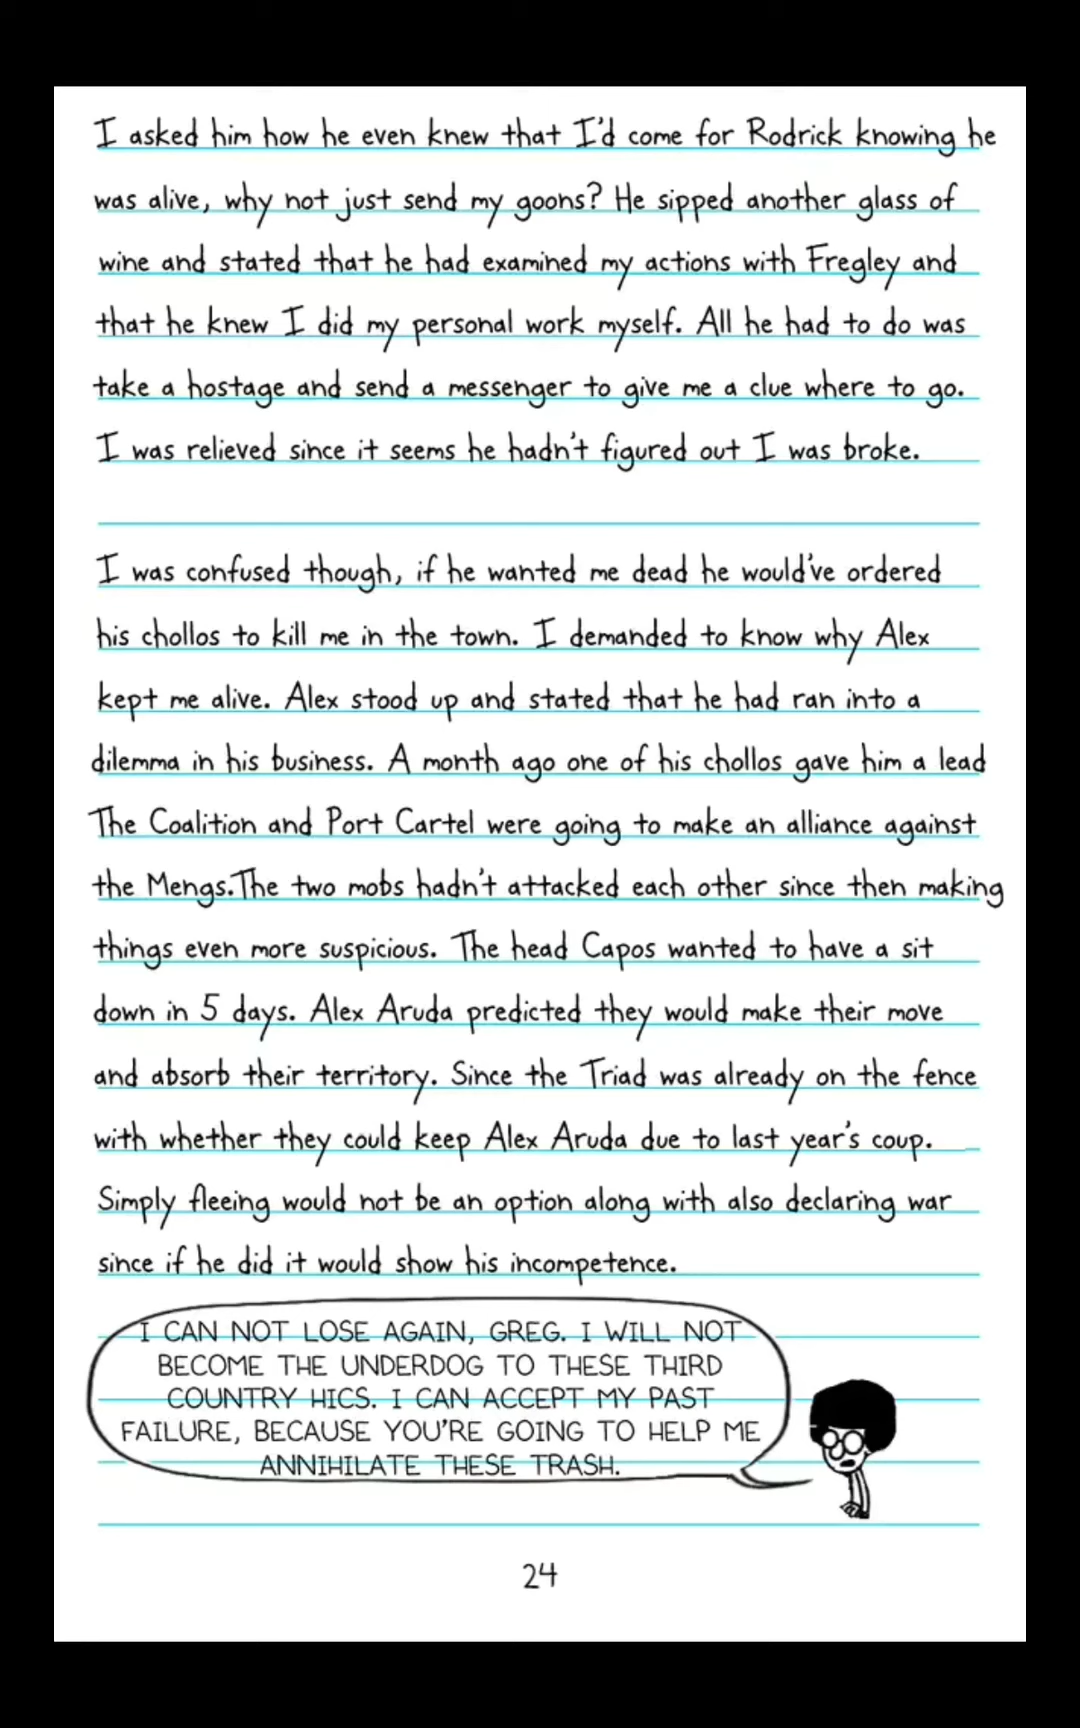 I asked him how he even knew that I'd come for Rodrick knowing he
was alive, why not just send my goons? He sipped another glass of
wine and stated that he had examined my actions with Fregley and
that he knew I did my personal work myself. All he had to do was
take a hostage and send a messenger to give me a clue where to go.
I was relieved since it seems he hadn't figured out I was broke.
I was confused though, if he wanted me dead he would've ordered
his chollos to kill me in the town. I demanded to know why Alex
kept me alive. Alex stood up and stated that he had ran into a
dilemma in his business. A month ago one of his chollos gave him a lead
The Coalition and Port Cartel were going to make an alliance against
the Mengs.The two mobs hadn't attacked each other since then making
things even more suspicious. The head Capos wanted to have a sit
down in 5 days. Alex Aruda predicted they would make their move
and absorb their territory. Since the Triad was already on the fence
with whether they could keep Alex Aruda due to last year's coup.
Simply fleeing would not be an option along with also declaring war
since if he did it would show his incompetence.
I CAN NOT LOSE AGAIN, GREG. I WILL NOT
BECOME THE UNDERDOG TO THESE THIRD
COUNTRY HICS. I CAN ACCEPT MY PAST
FAILURE, BECAUSE YOU'RE GOING TO HELP ME
ANNIHILATE THESE TRASH.
24